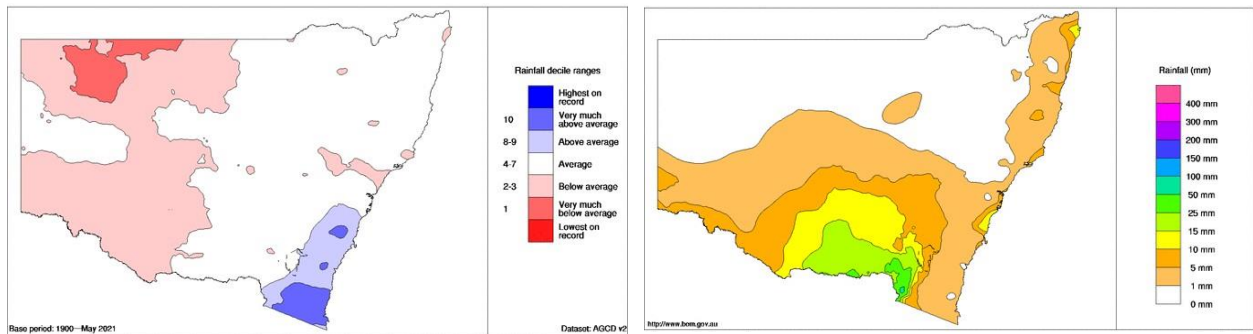 Rainfall decile ranges
Highest on
record
10
Very much
above average
8-9
Above average
4-7
Average
2-3
Below average
1
Very much
below average
Lowest on
record
Base period: 1900—May 2021
Dataset: AGCD v2
Rainfall (mm)
400 mm
300 mm
200 mm
150 mm
100 mm
50 mm
25 mm
15 mm
10 mm
5 mm
1 mm
0 mm
http://www.bom.gov.au